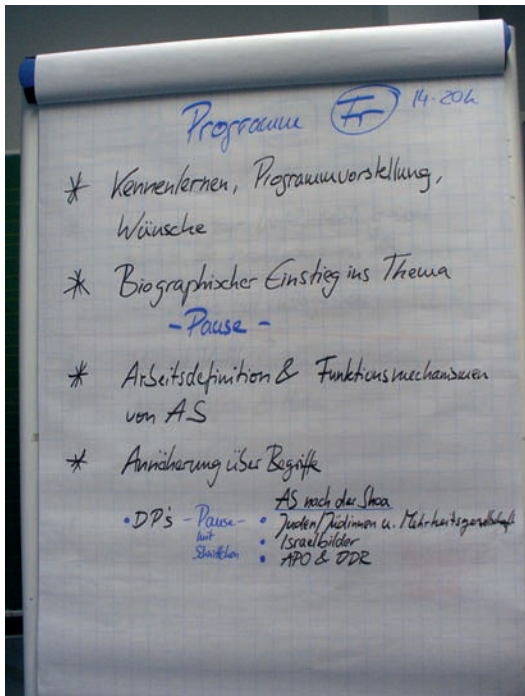 Programm (Fr) 14-20h
* Kennenlernen, Programmvorstellung,
Wünsche
* Biographischer Einstieg ins Thema
- Pause -
* Arbeitsdefinition & Funktionsmechanismen
von AS
* Annäherung über Begriffe
AS nach der Shoa
• DP's - Pause - • Juden/Jüdinnen u. Mehrheitsgesellschaft
mit • Israelbilder
• APO & DDR